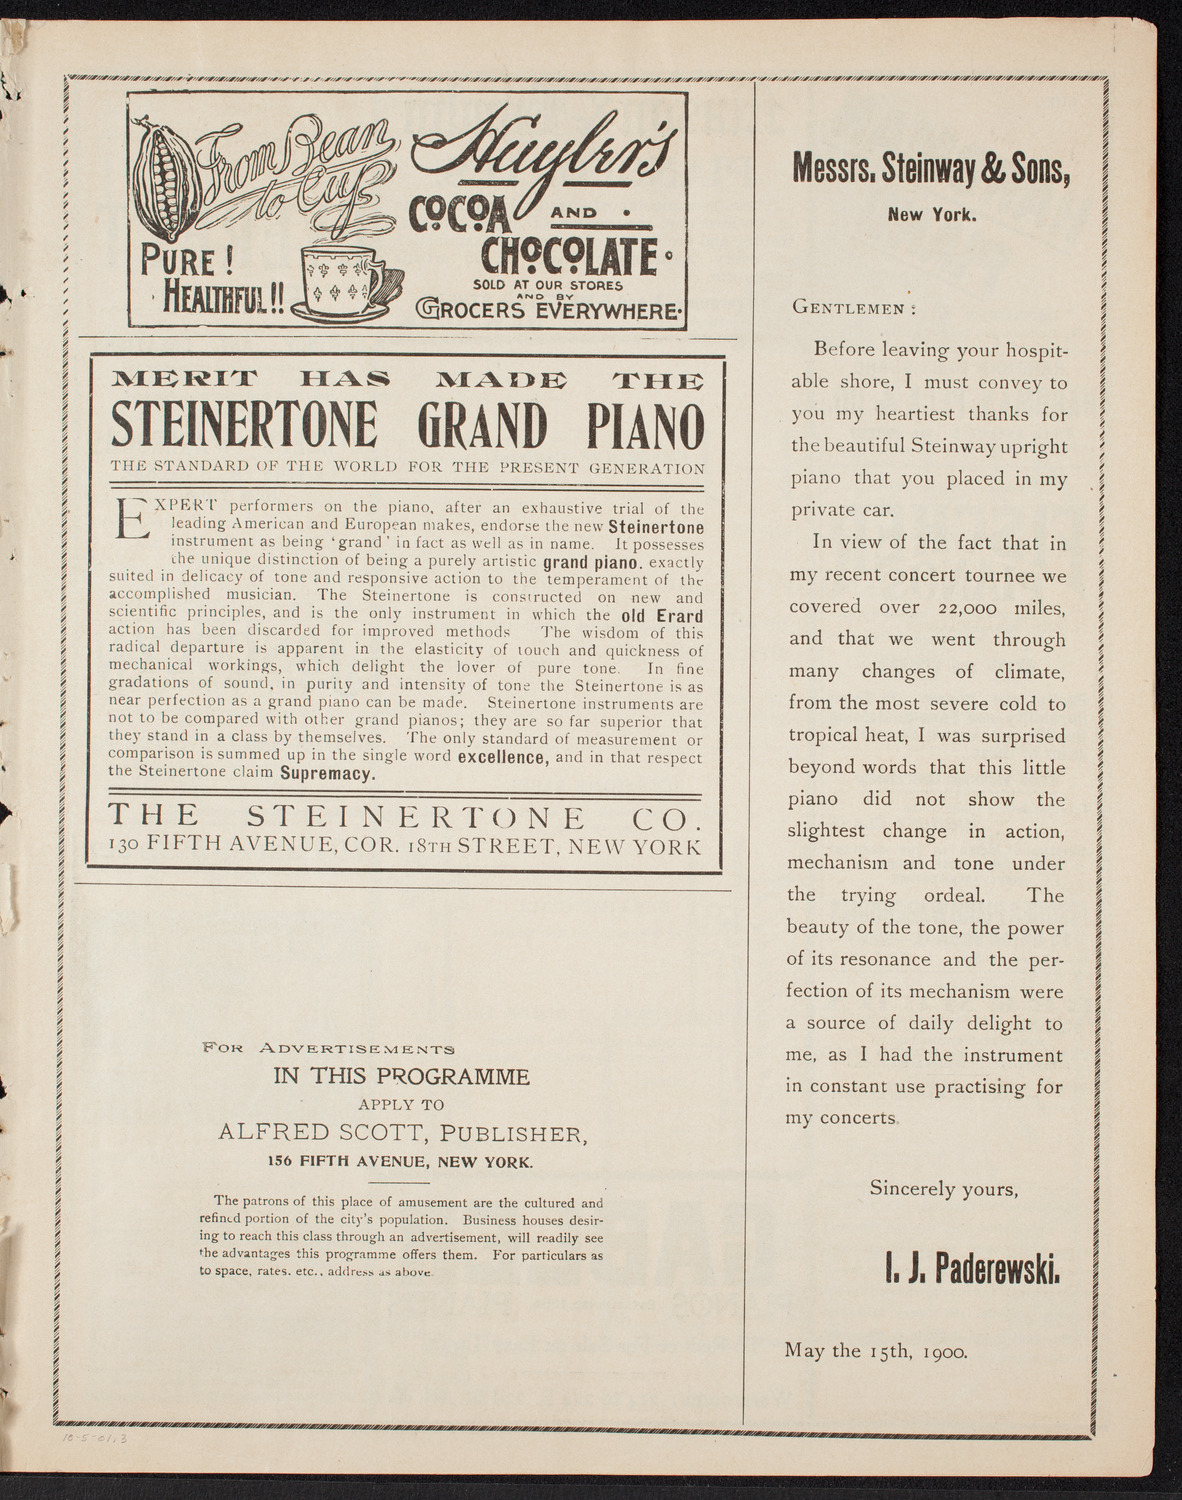 From Bean
to Cup
Huyler's
COCOA AND
CHOCOLATE
PURE!
HEALTHFUL!!
SOLD AT OUR STORES
AND BY
GROCERS EVERYWHERE.
MERIT HAS MADE THE
STEINERTONE GRAND PIANO
THE STANDARD OF THE WORLD FOR THE PRESENT GENERATION
EXPERT performers on the piano, after an exhaustive trial of the
leading American and European makes, endorse the new Steinertone
instrument as being 'grand' in fact as well as in name. It possesses
the unique distinction of being a purely artistic grand piano. exactly
suited in delicacy of tone and responsive action to the temperament of the
accomplished musician. The Steinertone is constructed on new and
scientific principles, and is the only instrument in which the old Erard
action has been discarded for improved methods The wisdom of this
radical departure is apparent in the elasticity of touch and quickness of
mechanical workings, which delight the lover of pure tone. In fine
gradations of sound, in purity and intensity of tone the Steinertone is as
near perfection as a grand piano can be made. Steinertone instruments are
not to be compared with other grand pianos; they are so far superior that
they stand in a class by themselves. The only standard of measurement or
comparison is summed up in the single word excellence, and in that respect
the Steinertone claim Supremacy.
THE STEINERTONE CO.
130 FIFTH AVENUE, COR. 18TH STREET, NEW YORK
FOR ADVERTISEMENTS
IN THIS PROGRAMME
APPLY TO
ALFRED SCOTT, PUBLISHER,
156 FIFTH AVENUE, NEW YORK.
The patrons of this place of amusement are the cultured and
refined portion of the city's population. Business houses desir-
ing to reach this class through an advertisement, will readily see
the advantages this programme offers them. For particulars as
to space, rates, etc., address as above.
Messrs. Steinway & Sons,
New York.
GENTLEMEN:
Before leaving your hospit-
able shore, I must convey to
you my heartiest thanks for
the beautiful Steinway upright
piano that you placed in my
private car.
In view of the fact that in
my recent concert tournee we
covered over 22,000 miles,
and that we went through
many changes of climate,
from the most severe cold to
tropical heat, I was surprised
beyond words that this little
piano did not show the
slightest change in action,
mechanism and tone under
the trying ordeal. The
beauty of the tone, the power
of its resonance and the per-
fection of its mechanism were
a source of daily delight to
me, as I had the instrument
in constant use practising for
my concerts.
Sincerely yours,
I. J. Paderewski.
May the 15th, 1900.
10-5-01,3